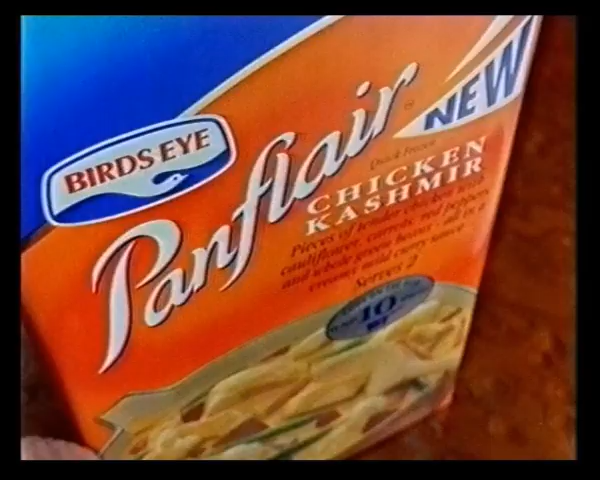 BIRDS EYE
Panflair
NEW
Quick Frozen
CHICKEN
KASHMIR
Pieces of tender chicken with
cauliflower, carrots, red peppers
and whole green beans - all in a
creamy mild curry sauce
Serves 2
10